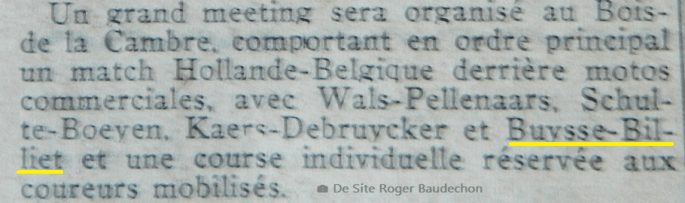 Un grand meeting sera organisé au Bois-
de la Cambre, comportant en ordre principal
un match Hollande-Belgique derrière motos
commerciales, avec Wals-Pellenaars, Schul-
te-Boeyen, Kaers-Debruycker et Buysse-Bil-
liet et une course individuelle réservée aux
coureurs mobilisés.
De Site Roger Baudechon